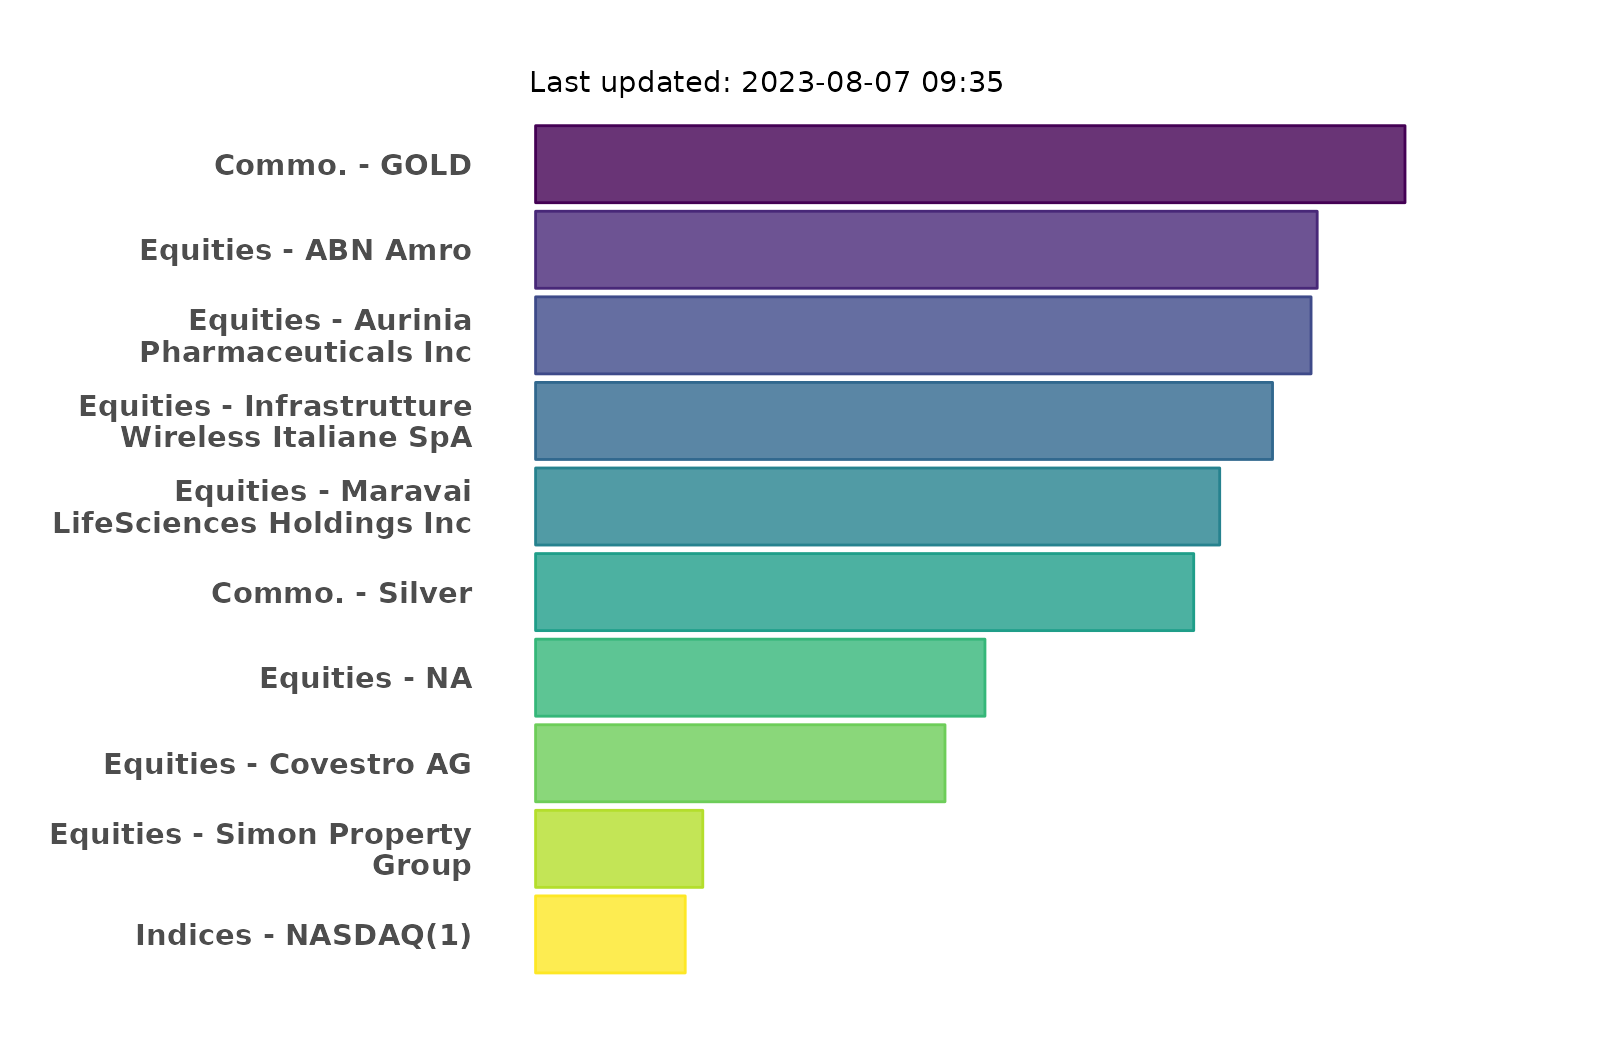 Last updated: 2023-08-07 09:35
Commo. - GOLD
Equities - ABN Amro
Equities - Aurinia
Pharmaceuticals Inc
Equities - Infrastrutture
Wireless Italiane SpA
Equities - Maravai
LifeSciences Holdings Inc
Commo. - Silver
Equities - NA
Equities - Covestro AG
Equities - Simon Property
Group
Indices - NASDAQ(1)